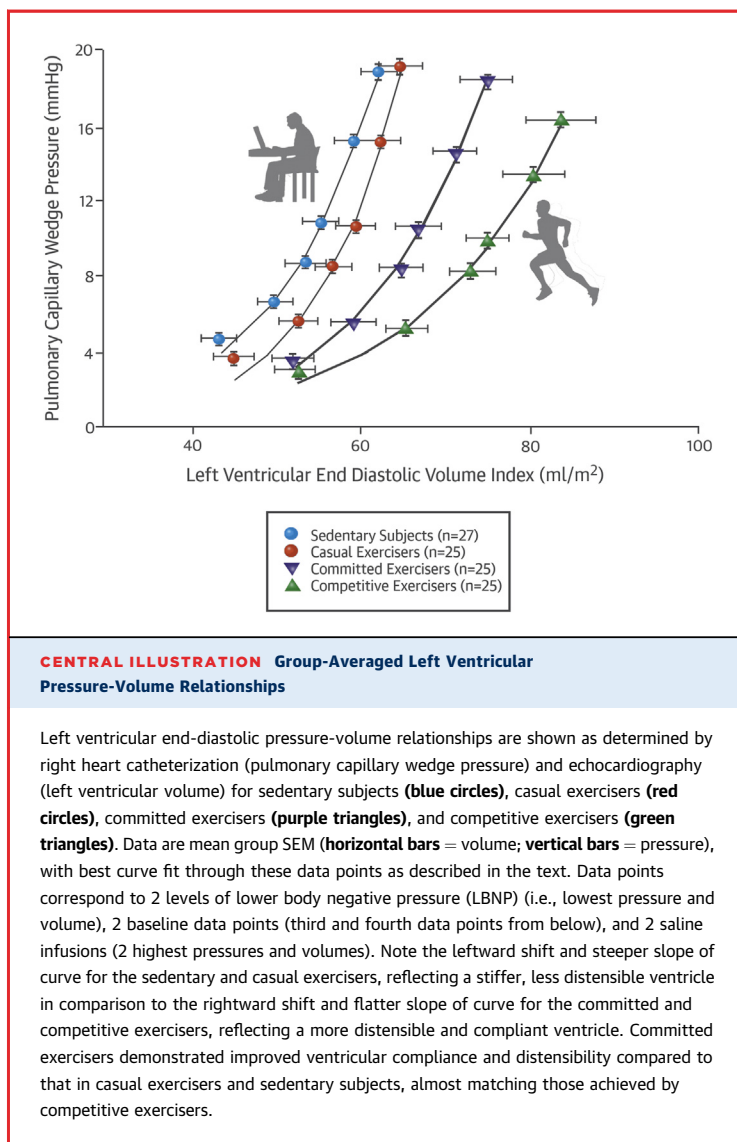 20
16
12
8
4
0
Pulmonary Capillary Wedge Pressure (mmHg)
40
60
80
100
Left Ventricular End Diastolic Volume Index (ml/m²)
Sedentary Subjects (n=27)
Casual Exercisers (n=25)
Committed Exercisers (n=25)
Competitive Exercisers (n=25)
CENTRAL ILLUSTRATION Group-Averaged Left Ventricular
Pressure-Volume Relationships
Left ventricular end-diastolic pressure-volume relationships are shown as determined by
right heart catheterization (pulmonary capillary wedge pressure) and echocardiography
(left ventricular volume) for sedentary subjects (blue circles), casual exercisers (red
circles), committed exercisers (purple triangles), and competitive exercisers (green
triangles). Data are mean group SEM (horizontal bars = volume; vertical bars = pressure),
with best curve fit through these data points as described in the text. Data points
correspond to 2 levels of lower body negative pressure (LBNP) (i.e., lowest pressure and
volume), 2 baseline data points (third and fourth data points from below), and 2 saline
infusions (2 highest pressures and volumes). Note the leftward shift and steeper slope of
curve for the sedentary and casual exercisers, reflecting a stiffer, less distensible ventricle
in comparison to the rightward shift and flatter slope of curve for the committed and
competitive exercisers, reflecting a more distensible and compliant ventricle. Committed
exercisers demonstrated improved ventricular compliance and distensibility compared to
that in casual exercisers and sedentary subjects, almost matching those achieved by
competitive exercisers.